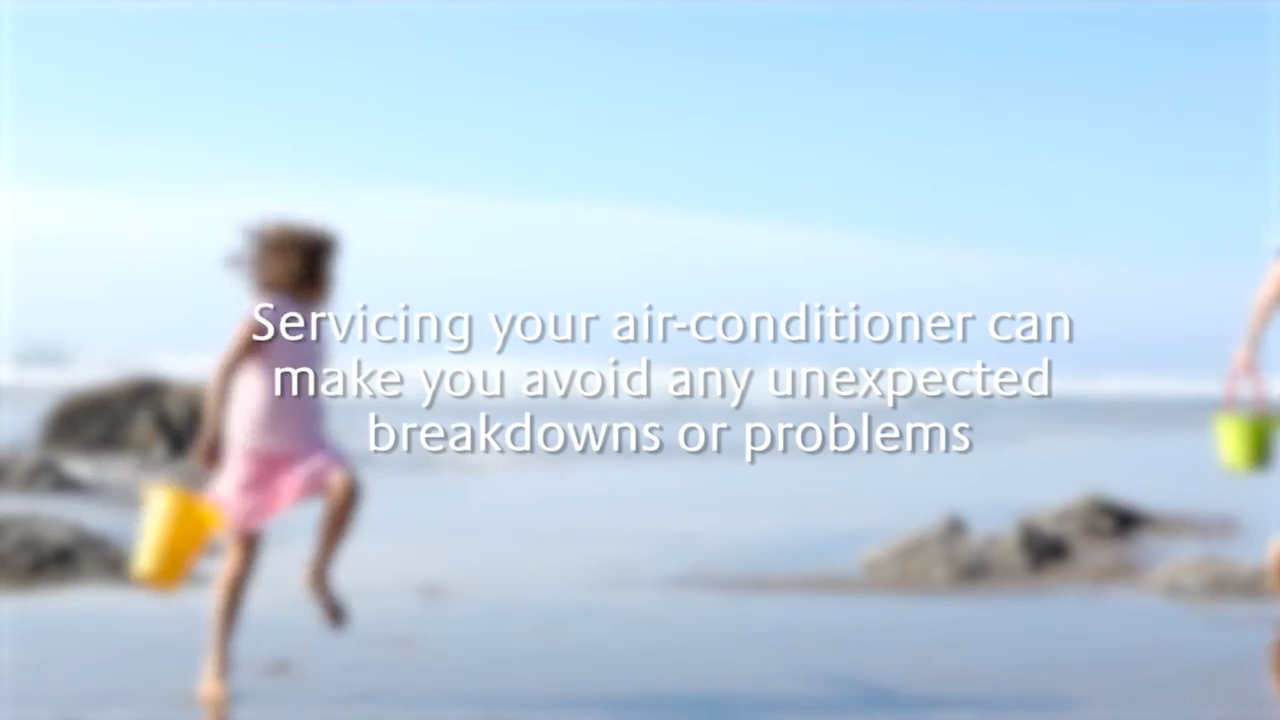 Servicing your air-conditioner can
make you avoid any unexpected
breakdowns or problems